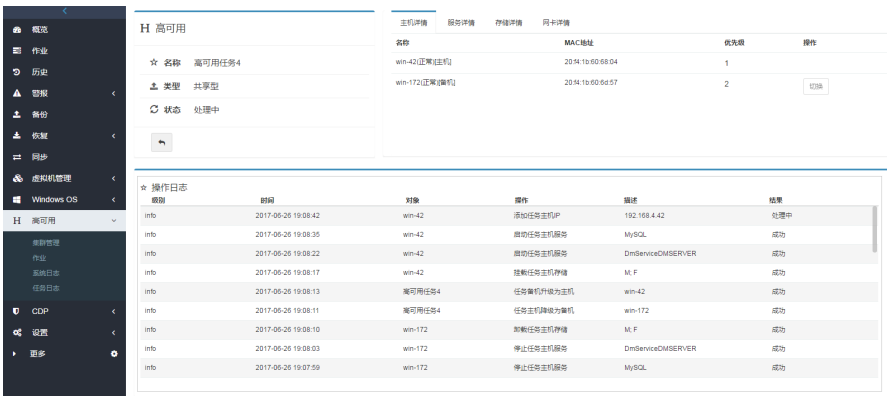 概览
作业
历史
警报
备份
恢复
同步
虚拟机管理
Windows OS
高可用
集群管理
作业
系统日志
任务日志
CDP
设置
更多
H 高可用
名称 高可用任务4
类型 共享型
状态 处理中
主机详情 服务详情 存储详情 网卡详情
名称 MAC地址 优先级 操作
win-42(正常)[主机] 20:f4:1b:60:68:04 1
win-172(正常)[备机] 20:f4:1b:60:6d:57 2 切换
操作日志
级别 时间 对象 操作 描述 结果
info 2017-06-26 19:08:42 win-42 添加任务主机IP 192.168.4.42 处理中
info 2017-06-26 19:08:35 win-42 启动任务主机服务 MySQL 成功
info 2017-06-26 19:08:22 win-42 启动任务主机服务 DmServiceDMSERVER 成功
info 2017-06-26 19:08:17 win-42 挂载任务主机存储 M; F 成功
info 2017-06-26 19:08:13 高可用任务4 任务备机升级为主机 win-42 成功
info 2017-06-26 19:08:11 高可用任务4 任务主机降级为备机 win-172 成功
info 2017-06-26 19:08:10 win-172 卸载任务主机存储 M; F 成功
info 2017-06-26 19:08:03 win-172 停止任务主机服务 DmServiceDMSERVER 成功
info 2017-06-26 19:07:59 win-172 停止任务主机服务 MySQL 成功